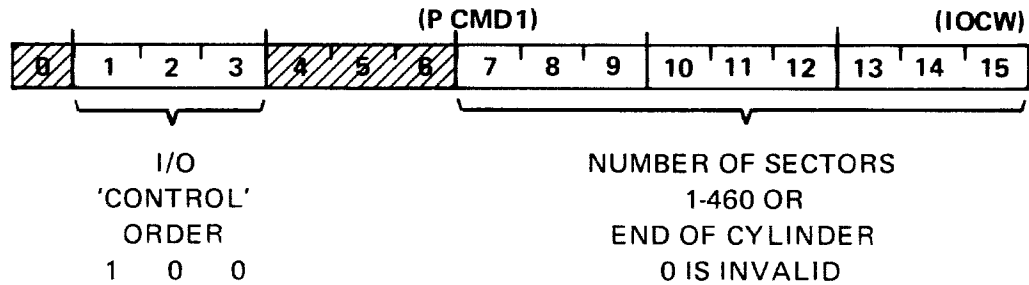 (P CMD1) (IOCW)
0 1 2 3 4 5 6 7 8 9 10 11 12 13 14 15
I/O NUMBER OF SECTORS
'CONTROL' 1-460 OR
ORDER END OF CYLINDER
1 0 0 0 IS INVALID